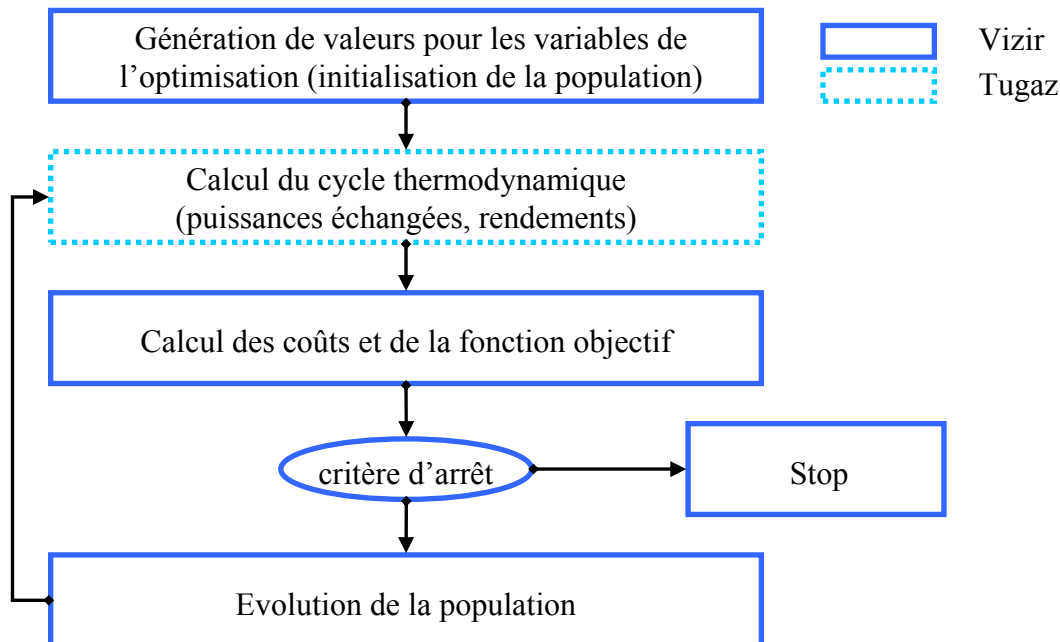 Génération de valeurs pour les variables de
l’optimisation (initialisation de la population)
Vizir
Tugaz
Calcul du cycle thermodynamique
(puissances échangées, rendements)
Calcul des coûts et de la fonction objectif
critère d’arrêt
Stop
Evolution de la population